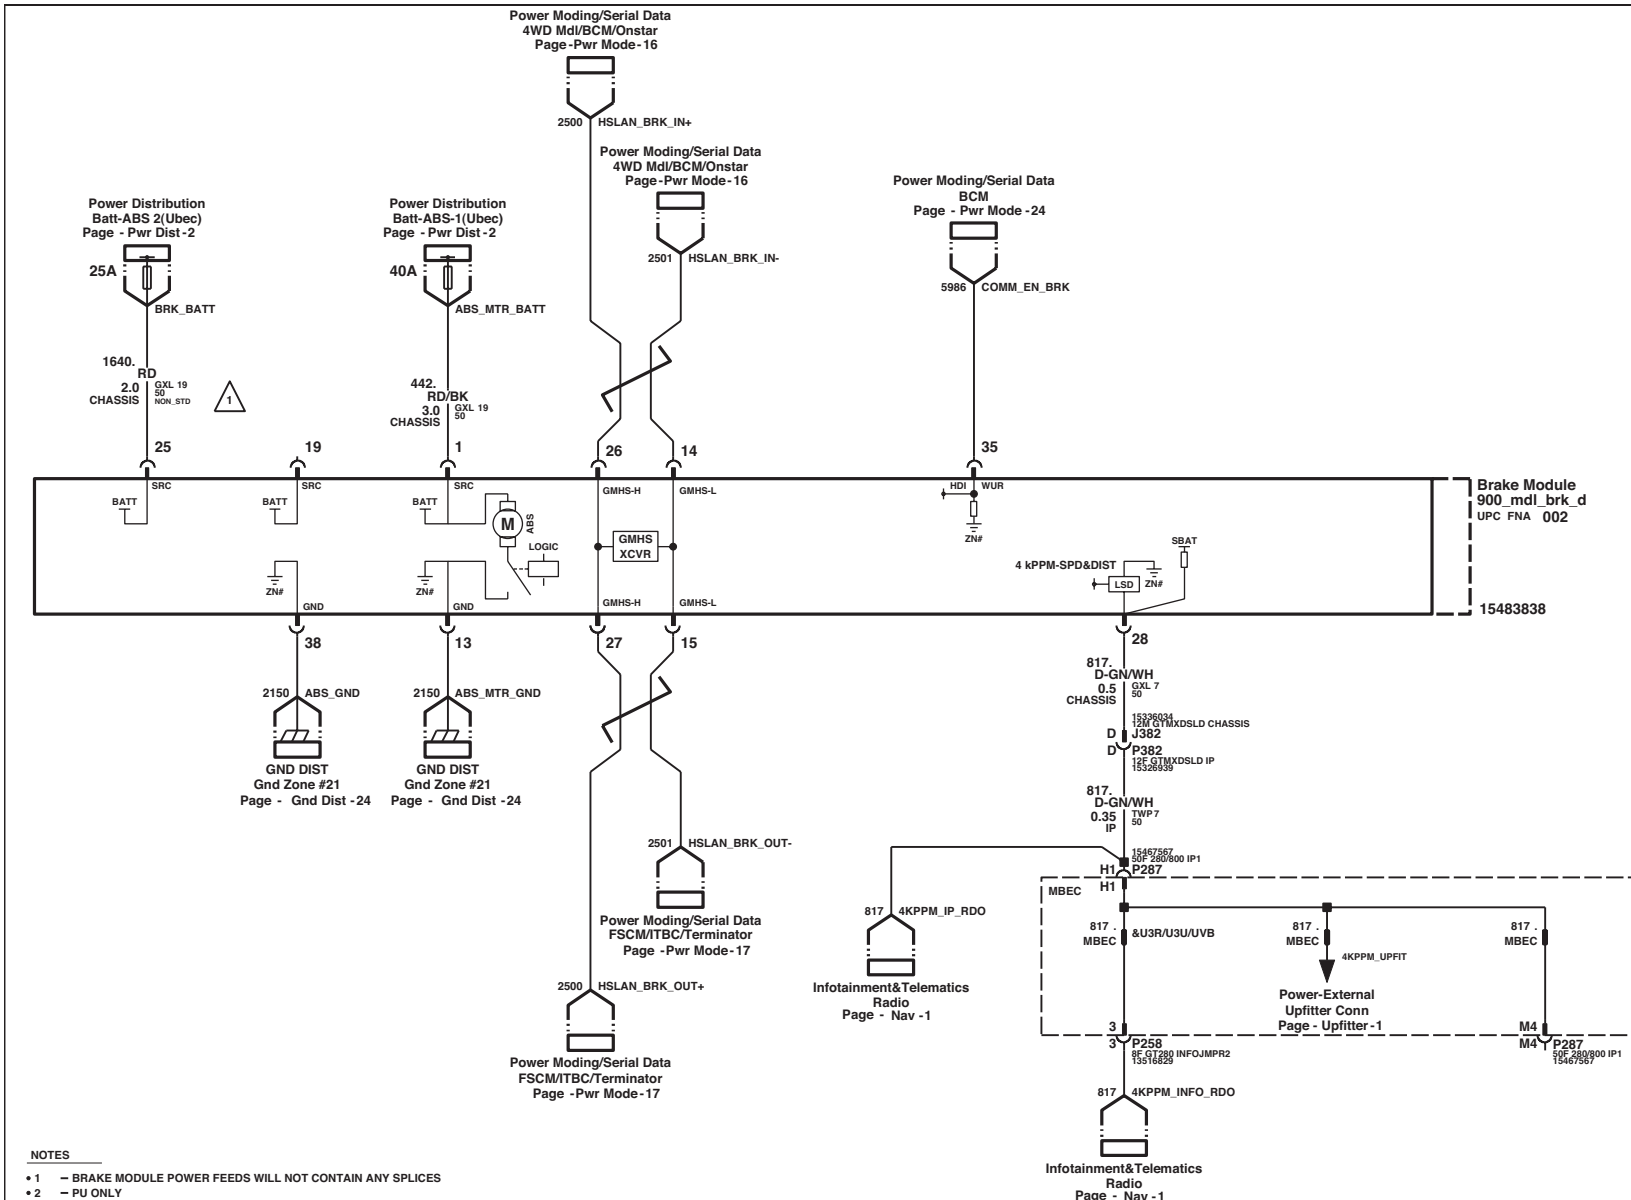 Power Moding/Serial Data
4WD Mdl/BCM/Onstar
Page-Pwr Mode-16
2500 HSLAN_BRK_IN+
Power Moding/Serial Data
4WD Mdl/BCM/Onstar
Page-Pwr Mode-16
2501 HSLAN_BRK_IN-
Power Moding/Serial Data
BCM
Page - Pwr Mode -24
5986 COMM_EN_BRK
Power Distribution
Batt-ABS 2(Ubec)
Page - Pwr Dist-2
25A
BRK_BATT
Power Distribution
Batt-ABS-1(Ubec)
Page - Pwr Dist-2
40A
ABS_MTR_BATT
1640.
RD
2.0
CHASSIS
GXL 19
50
NON_STD
1
442.
RD/BK
3.0
CHASSIS
GXL 19
50
25
19
1
26
14
35
SRC
BATT
SRC
BATT
SRC
BATT
M
ABS
LOGIC
GMHS-H
GMHS-L
GMHS
XCVR
HDI
WUR
ZN#
4 kPPM-SPD&DIST
LSD
ZN#
SBAT
ZN#
GND
ZN#
GND
GMHS-H
GMHS-L
Brake Module
900_mdl_brk_d
UPC FNA 002
15483838
38
13
27
15
28
2150 ABS_GND
GND DIST
Gnd Zone #21
Page - Gnd Dist -24
2150 ABS_MTR_GND
GND DIST
Gnd Zone #21
Page - Gnd Dist -24
2501 HSLAN_BRK_OUT-
Power Moding/Serial Data
FSCM/ITBC/Terminator
Page -Pwr Mode-17
2500 HSLAN_BRK_OUT+
Power Moding/Serial Data
FSCM/ITBC/Terminator
Page -Pwr Mode-17
817.
D-GN/WH
0.5
CHASSIS
GXL 7
50
15336034
12M GTMXDSLD CHASSIS
D J382
D P382
12F GTMXDSLD IP
15326939
817.
D-GN/WH
0.35
IP
TWP7
50
15467567
50F 280/800 IP1
H1 P287
H1
MBEC
817 4KPPM_IP_RDO
Infotainment&Telematics
Radio
Page - Nav -1
817 .
MBEC
&U3R/U3U/UVB
817 .
MBEC
4KPPM_UPFIT
Power-External
Upfitter Conn
Page - Upfitter-1
817 .
MBEC
3
3 P258
8F GT280 INFOJMPR2
13516829
M4
M4 P287
50F 280/800 IP1
15467567
817 4KPPM_INFO_RDO
Infotainment&Telematics
Radio
Page - Nav -1
NOTES
• 1 – BRAKE MODULE POWER FEEDS WILL NOT CONTAIN ANY SPLICES
• 2 – PU ONLY